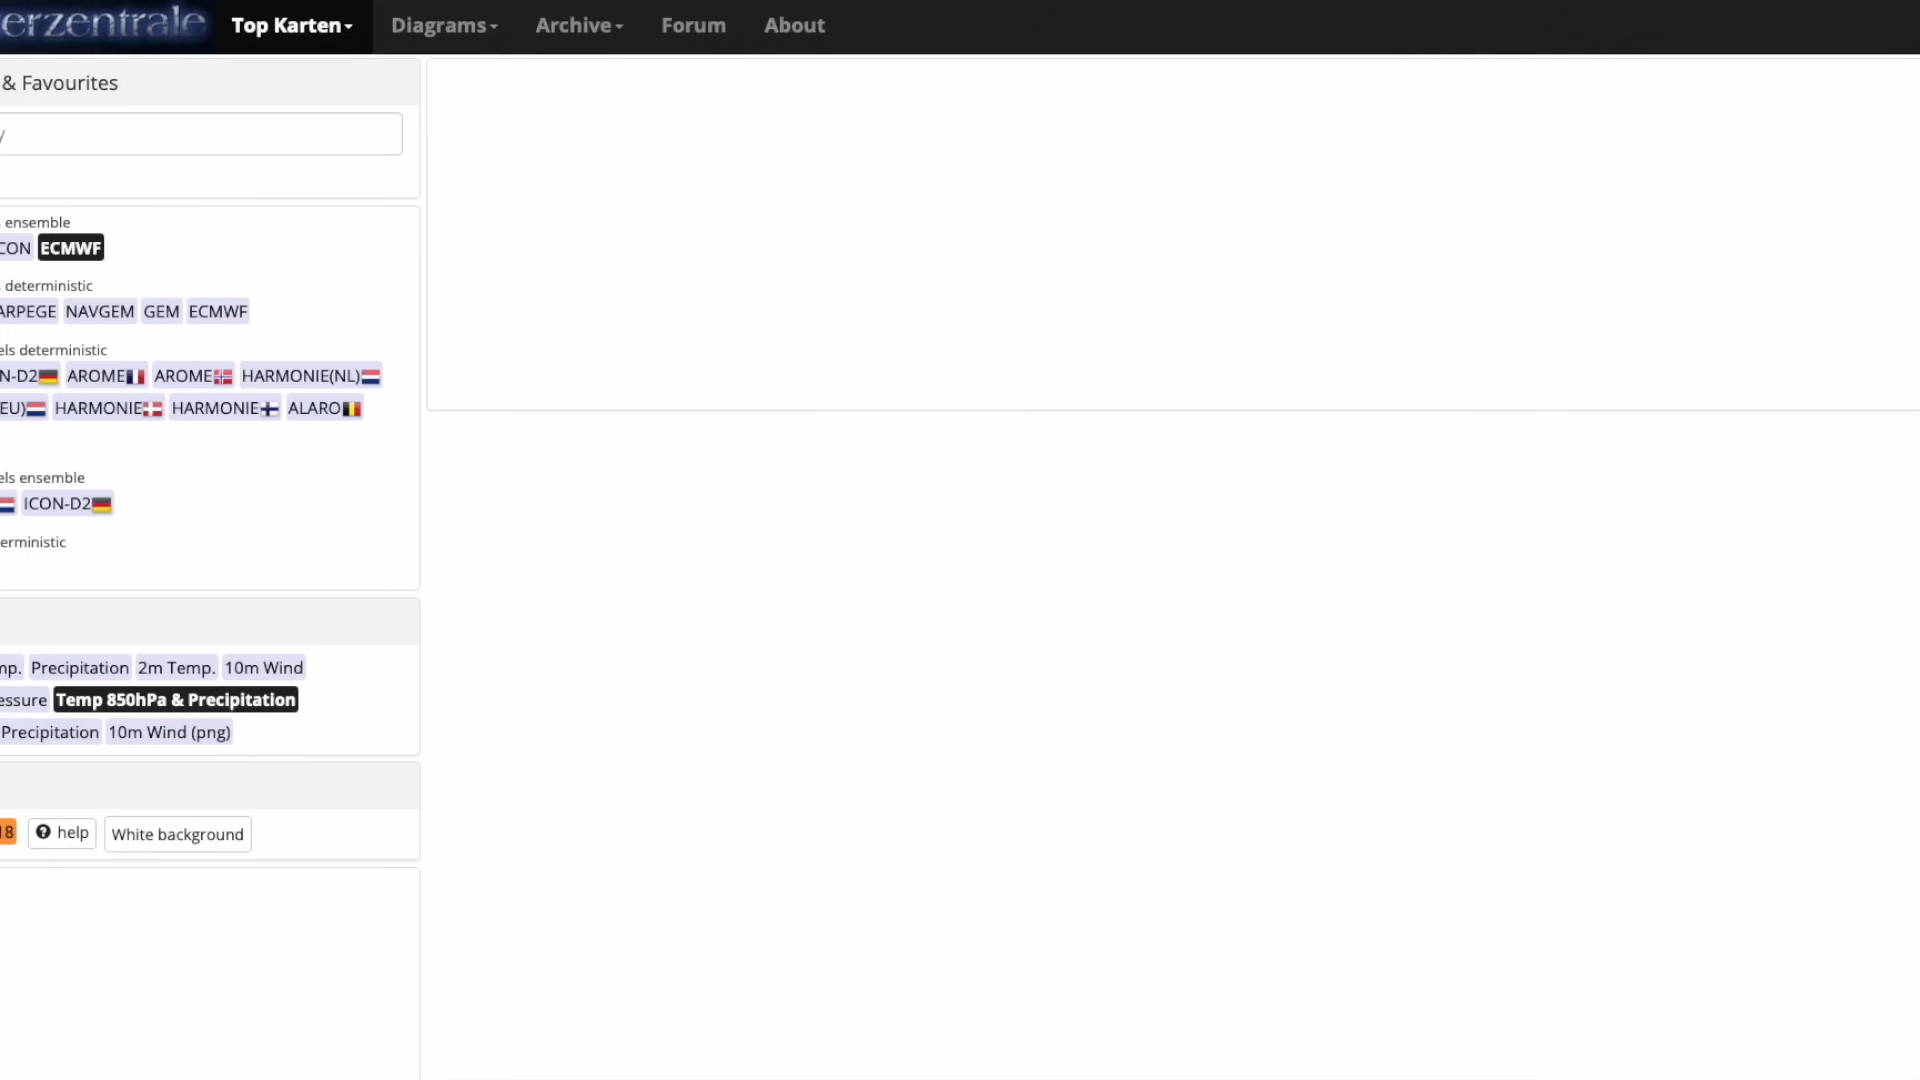 erzentrale Top Karten Diagrams Archive Forum About
& Favourites
y
ensemble
CON ECMWF
deterministic
ARPEGE NAVGEM GEM ECMWF
els deterministic
N-D2 AROME AROME HARMONIE(NL)
EU) HARMONIE HARMONIE ALARO
els ensemble
ICON-D2
erministic
mp. Precipitation 2m Temp. 10m Wind
essure Temp 850hPa & Precipitation
Precipitation 10m Wind (png)
18 help White background